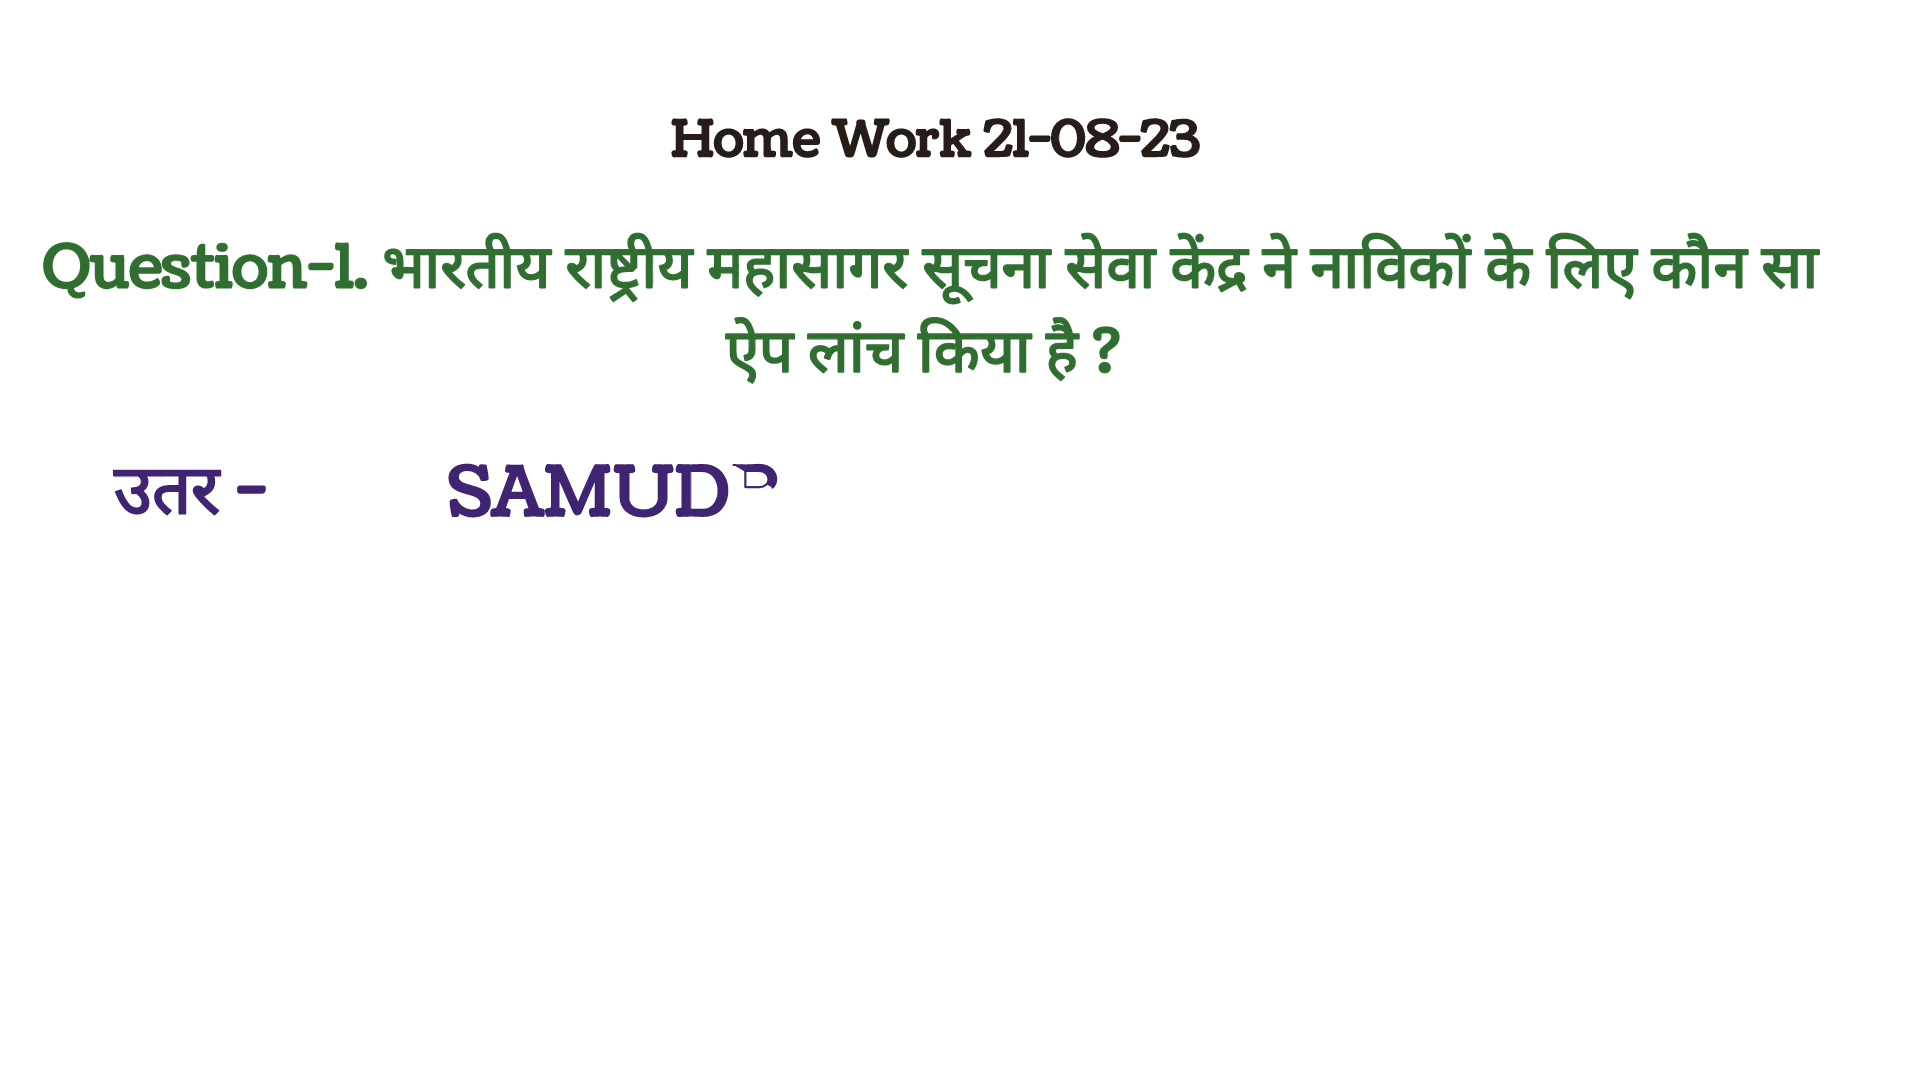 Home Work 21-08-23
Question-1. भारतीय राष्ट्रीय महासागर सूचना सेवा केंद्र ने नाविकों के लिए कौन सा
ऐप लांच किया है ?
उतर - SAMUD